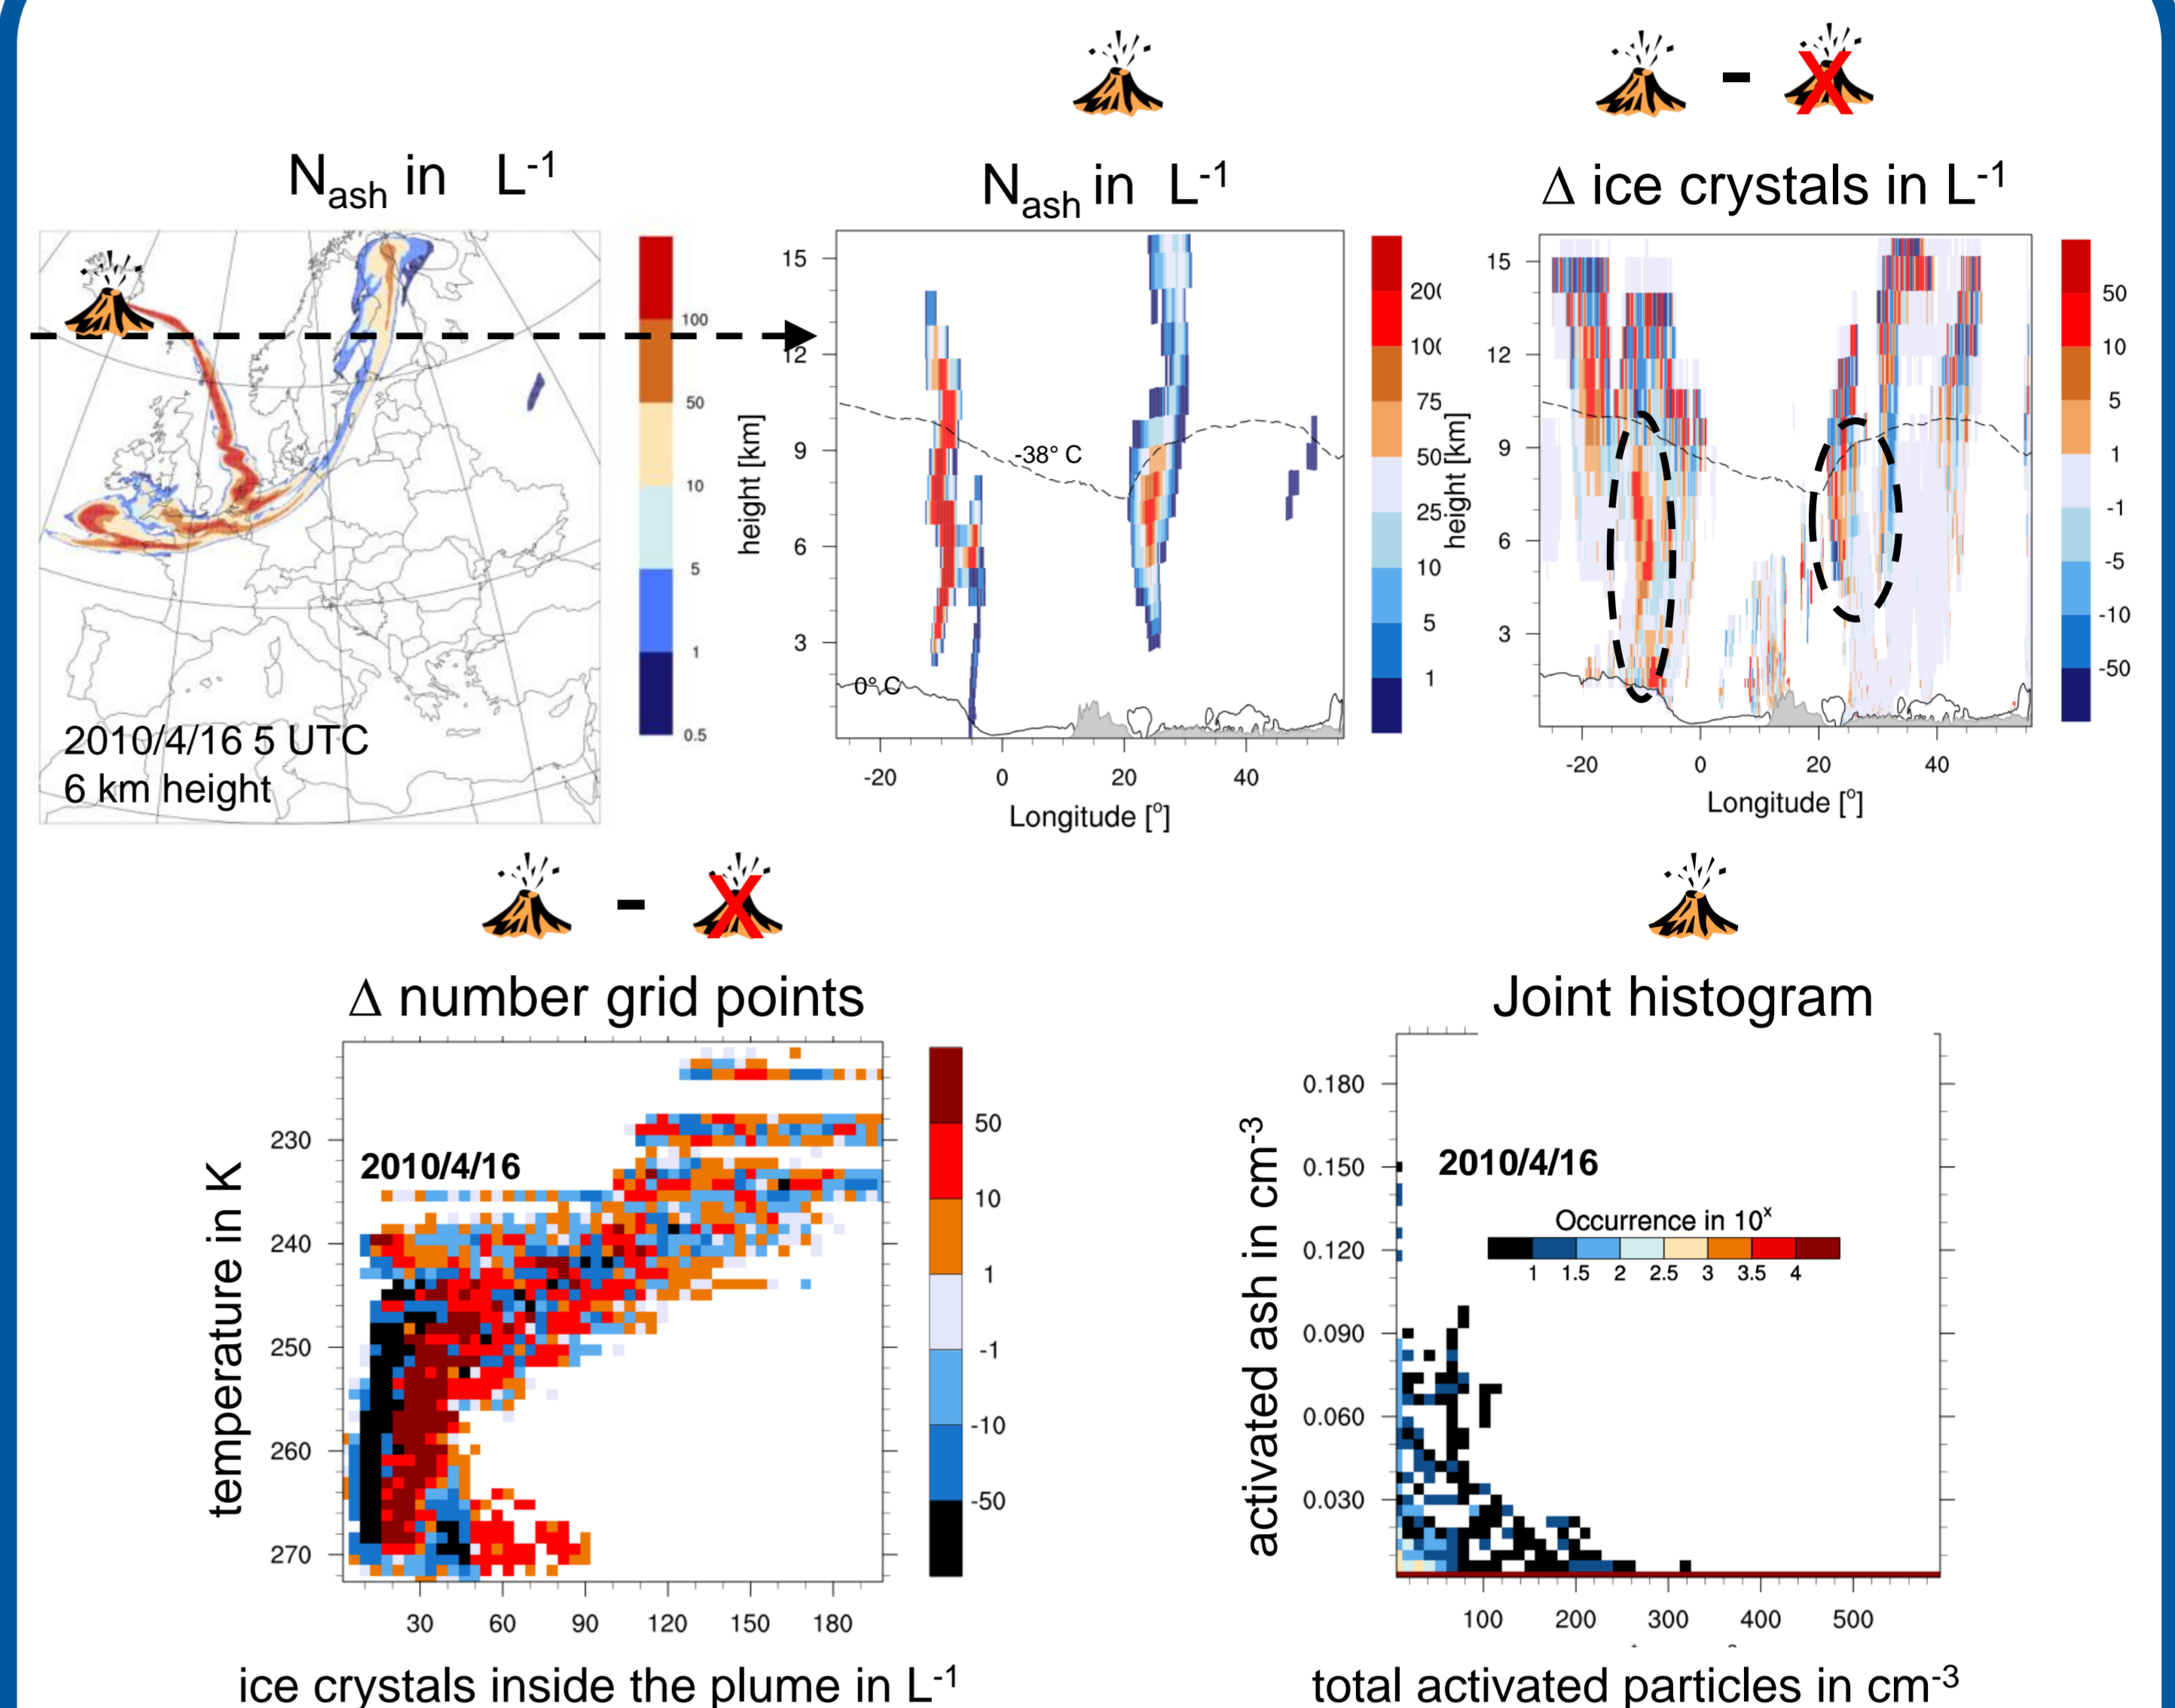 N_ash in L^-1
N_ash in L^-1
Δ ice crystals in L^-1
100
50
10
5
1
0.5
2010/4/16 5 UTC
6 km height
height [km]
15
12
9
6
3
-38° C
0° C
-20 0 20 40
Longitude [°]
75
50
25
10
5
1
height [km]
15
12
9
6
3
-20 0 20 40
Longitude [°]
50
10
5
1
-1
-5
-10
-50
X
X
Δ number grid points
temperature in K
230
240
250
260
270
2010/4/16
30 60 90 120 150 180
ice crystals inside the plume in L^-1
50
10
1
-1
-10
-50
Joint histogram
activated ash in cm^-3
0.180
0.150
0.120
0.090
0.060
0.030
2010/4/16
Occurrence in 10^x
1 1.5 2 2.5 3 3.5 4
100 200 300 400 500
total activated particles in cm^-3